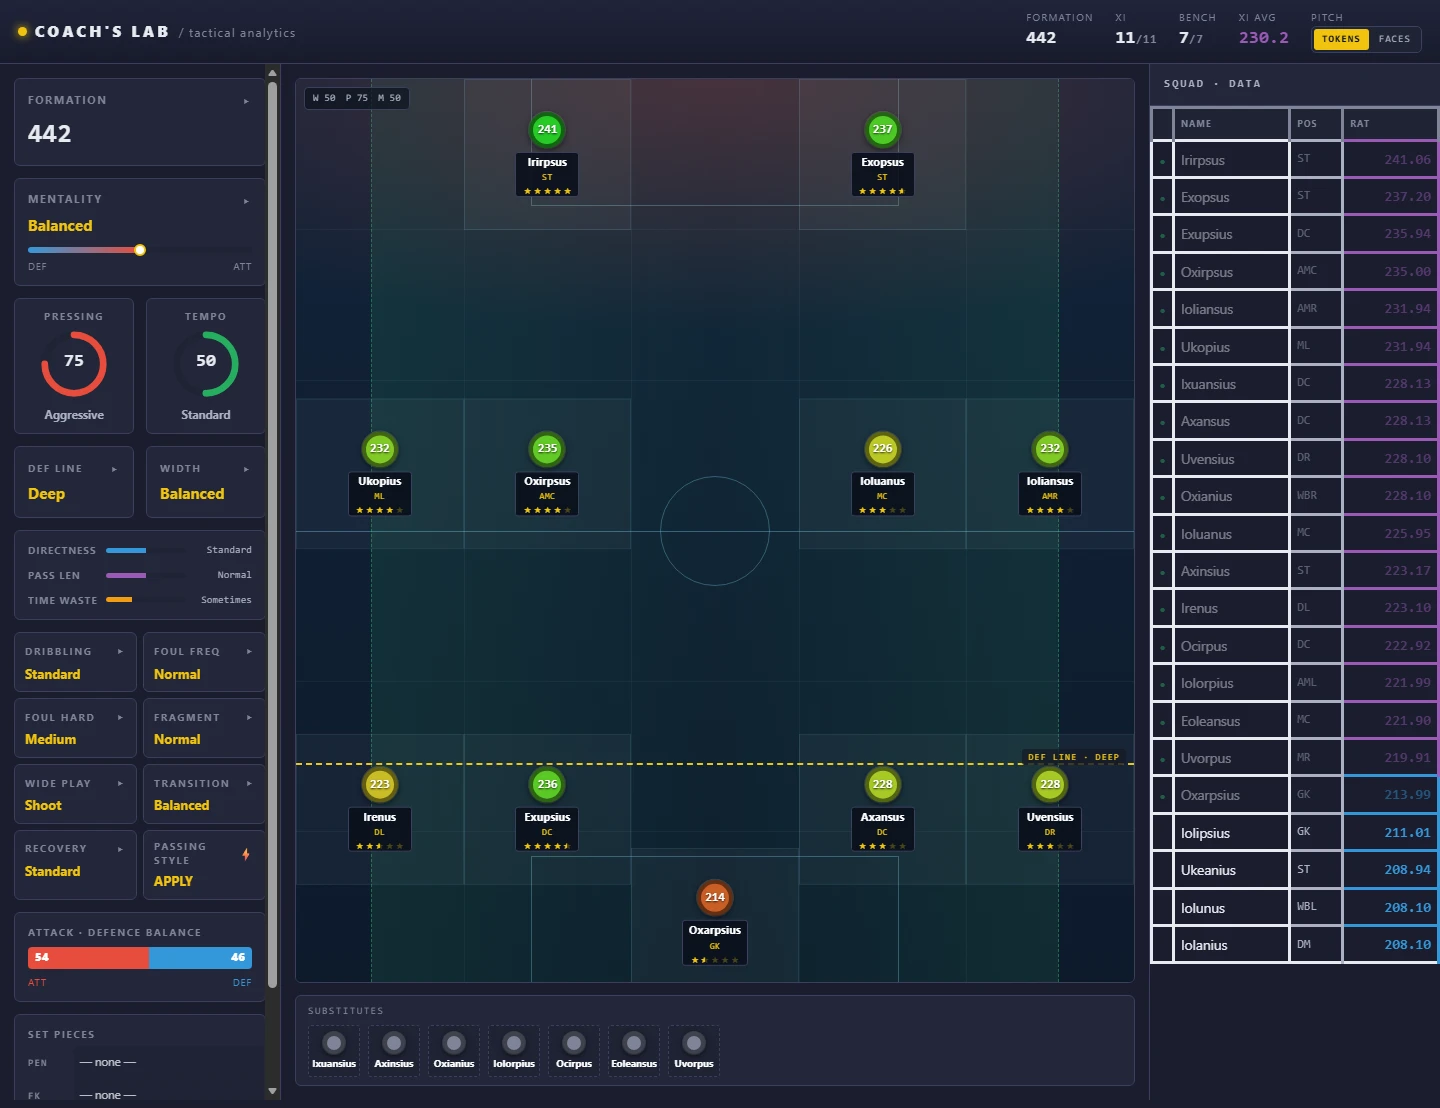 COACH'S LAB / tactical analytics
FORMATION XI BENCH XI AVG PITCH
442 11/11 7/7 230.2 TOKENS FACES
FORMATION
442
MENTALITY
Balanced
DEF ATT
PRESSING
75
Aggressive
TEMPO
50
Standard
DEF LINE
Deep
WIDTH
Balanced
DIRECTNESS Standard
PASS LEN Normal
TIME WASTE Sometimes
DRIBBLING
Standard
FOUL FREQ
Normal
FOUL HARD
Medium
FRAGMENT
Normal
WIDE PLAY
Shoot
TRANSITION
Balanced
RECOVERY
Standard
PASSING
STYLE
APPLY
ATTACK · DEFENCE BALANCE
54 46
ATT DEF
SET PIECES
PEN — none —
FK — none —
W 50 P 75 M 50
241
Irirpsus
ST
237
Exopsus
ST
232
Ukopius
ML
235
Oxirpsus
AMC
226
Ioluanus
MC
232
Ioliansus
AMR
DEF LINE · DEEP
223
Irenus
DL
236
Exupsius
DC
228
Axansus
DC
228
Uvensius
DR
214
Oxarpsius
GK
SUBSTITUTES
Ixuansius Axinsius Oxianius Iolorpius Ocirpus Eoleansus Uvorpus
SQUAD · DATA
NAME POS RAT
Irirpsus ST 241.06
Exopsus ST 237.20
Exupsius DC 235.94
Oxirpsus AMC 235.00
Ioliansus AMR 231.94
Ukopius ML 231.94
Ixuansius DC 228.13
Axansus DC 228.13
Uvensius DR 228.10
Oxianius WBR 228.10
Ioluanus MC 225.95
Axinsius ST 223.17
Irenus DL 223.10
Ocirpus DC 222.92
Iolorpius AML 221.99
Eoleansus MC 221.90
Uvorpus MR 219.91
Oxarpsius GK 213.99
Iolipsius GK 211.01
Ukeanius ST 208.94
Iolunus WBL 208.10
Iolanius DM 208.10